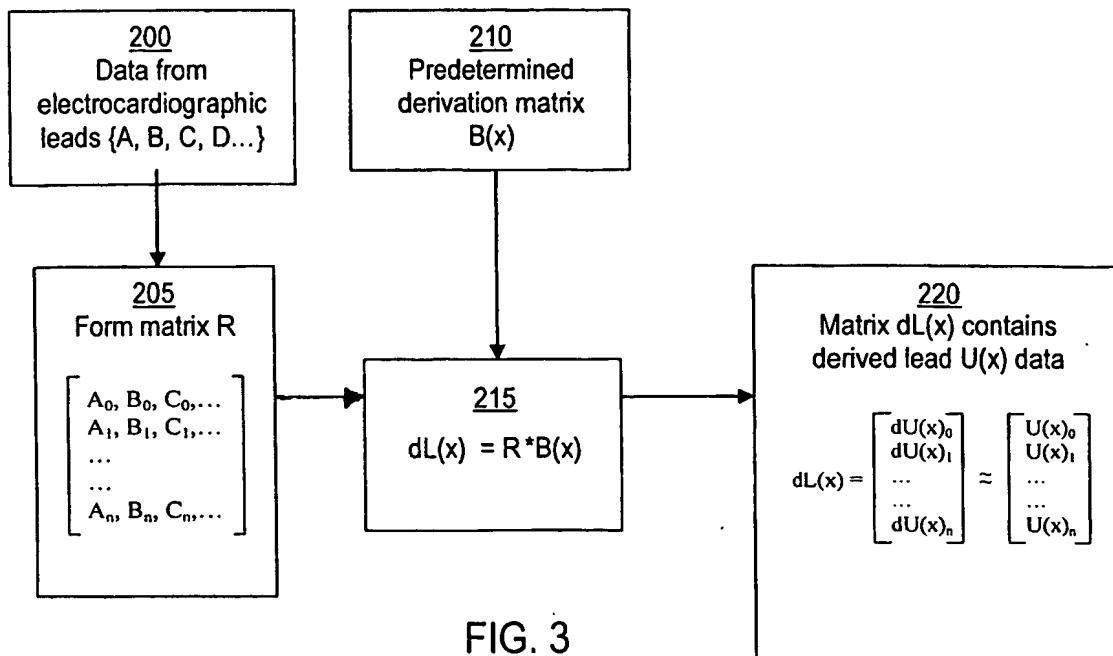 200
Data from
electrocardiographic
leads {A, B, C, D...}
210
Predetermined
derivation matrix
B(x)
205
Form matrix R
A₀, B₀, C₀,...
A₁, B₁, C₁,...
...
...
Aₙ, Bₙ, Cₙ,...
215
dL(x) = R*B(x)
220
Matrix dL(x) contains
derived lead U(x) data
dU(x)₀ U(x)₀
dU(x)₁ U(x)₁
dL(x) = ... ≈ ...
... ...
dU(x)ₙ U(x)ₙ
FIG. 3